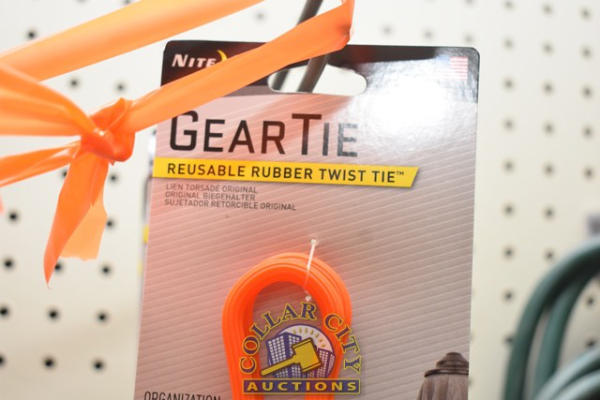 NITE
GEARTIE
REUSABLE RUBBER TWIST TIE™
LIEN TORSADÉ ORIGINAL
ORIGINAL BIEGEHALTER
SUJETADOR RETORCIBLE ORIGINAL
COLLAR CITY
AUCTIONS
ORGANIZATION